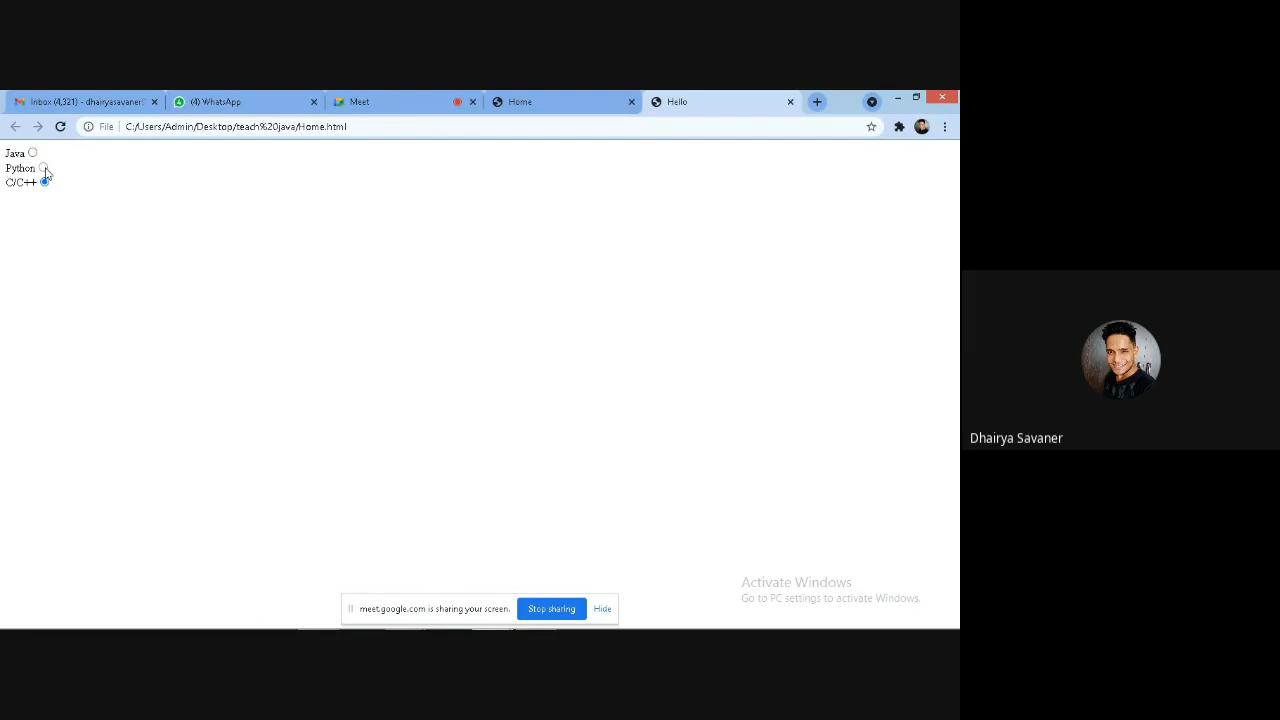 Inbox (4,321) - dhairyasavaner
(4) WhatsApp
Meet
Home
Hello
File
C:/Users/Admin/Desktop/teach%20java/Home.html
Java
Python
C/C++
Dhairya Savaner
Activate Windows
Go to PC settings to activate Windows.
meet.google.com is sharing your screen.
Stop sharing
Hide